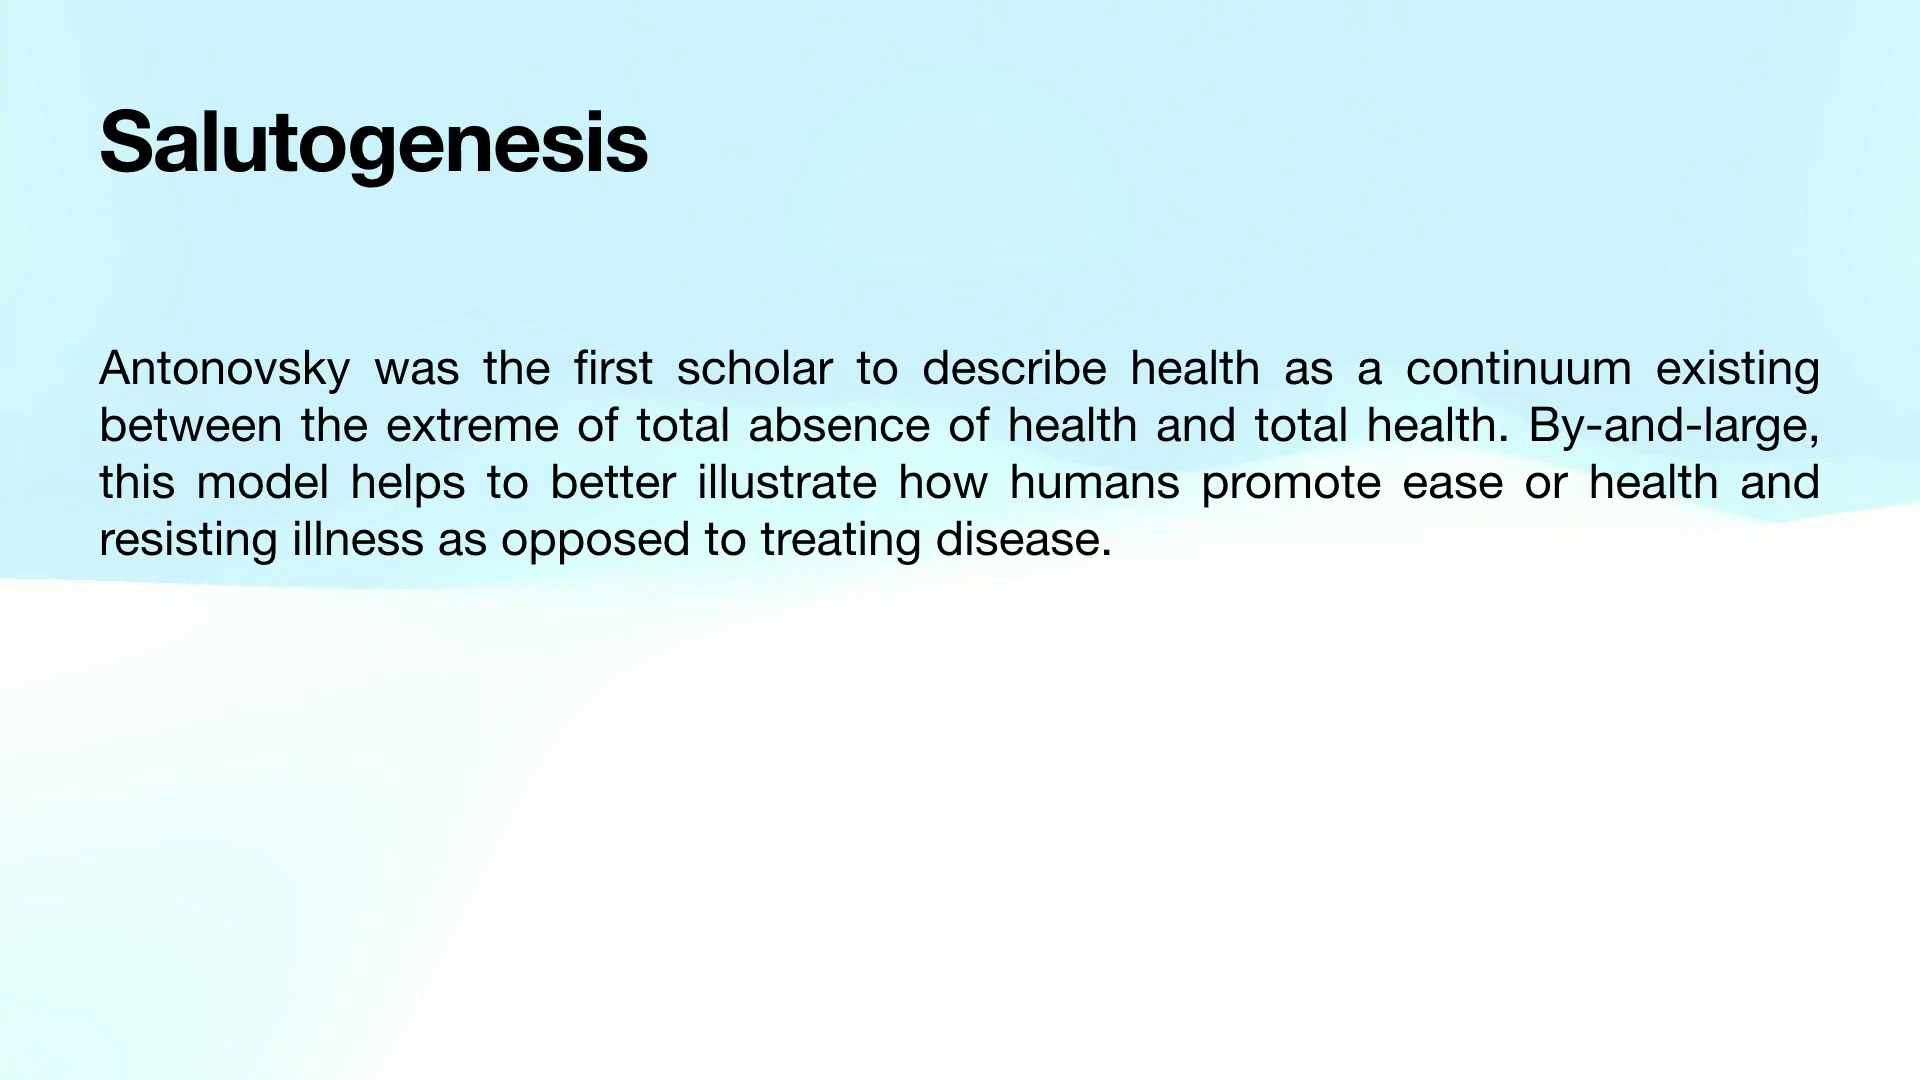 Salutogenesis
Antonovsky was the first scholar to describe health as a continuum existing
between the extreme of total absence of health and total health. By-and-large,
this model helps to better illustrate how humans promote ease or health and
resisting illness as opposed to treating disease.